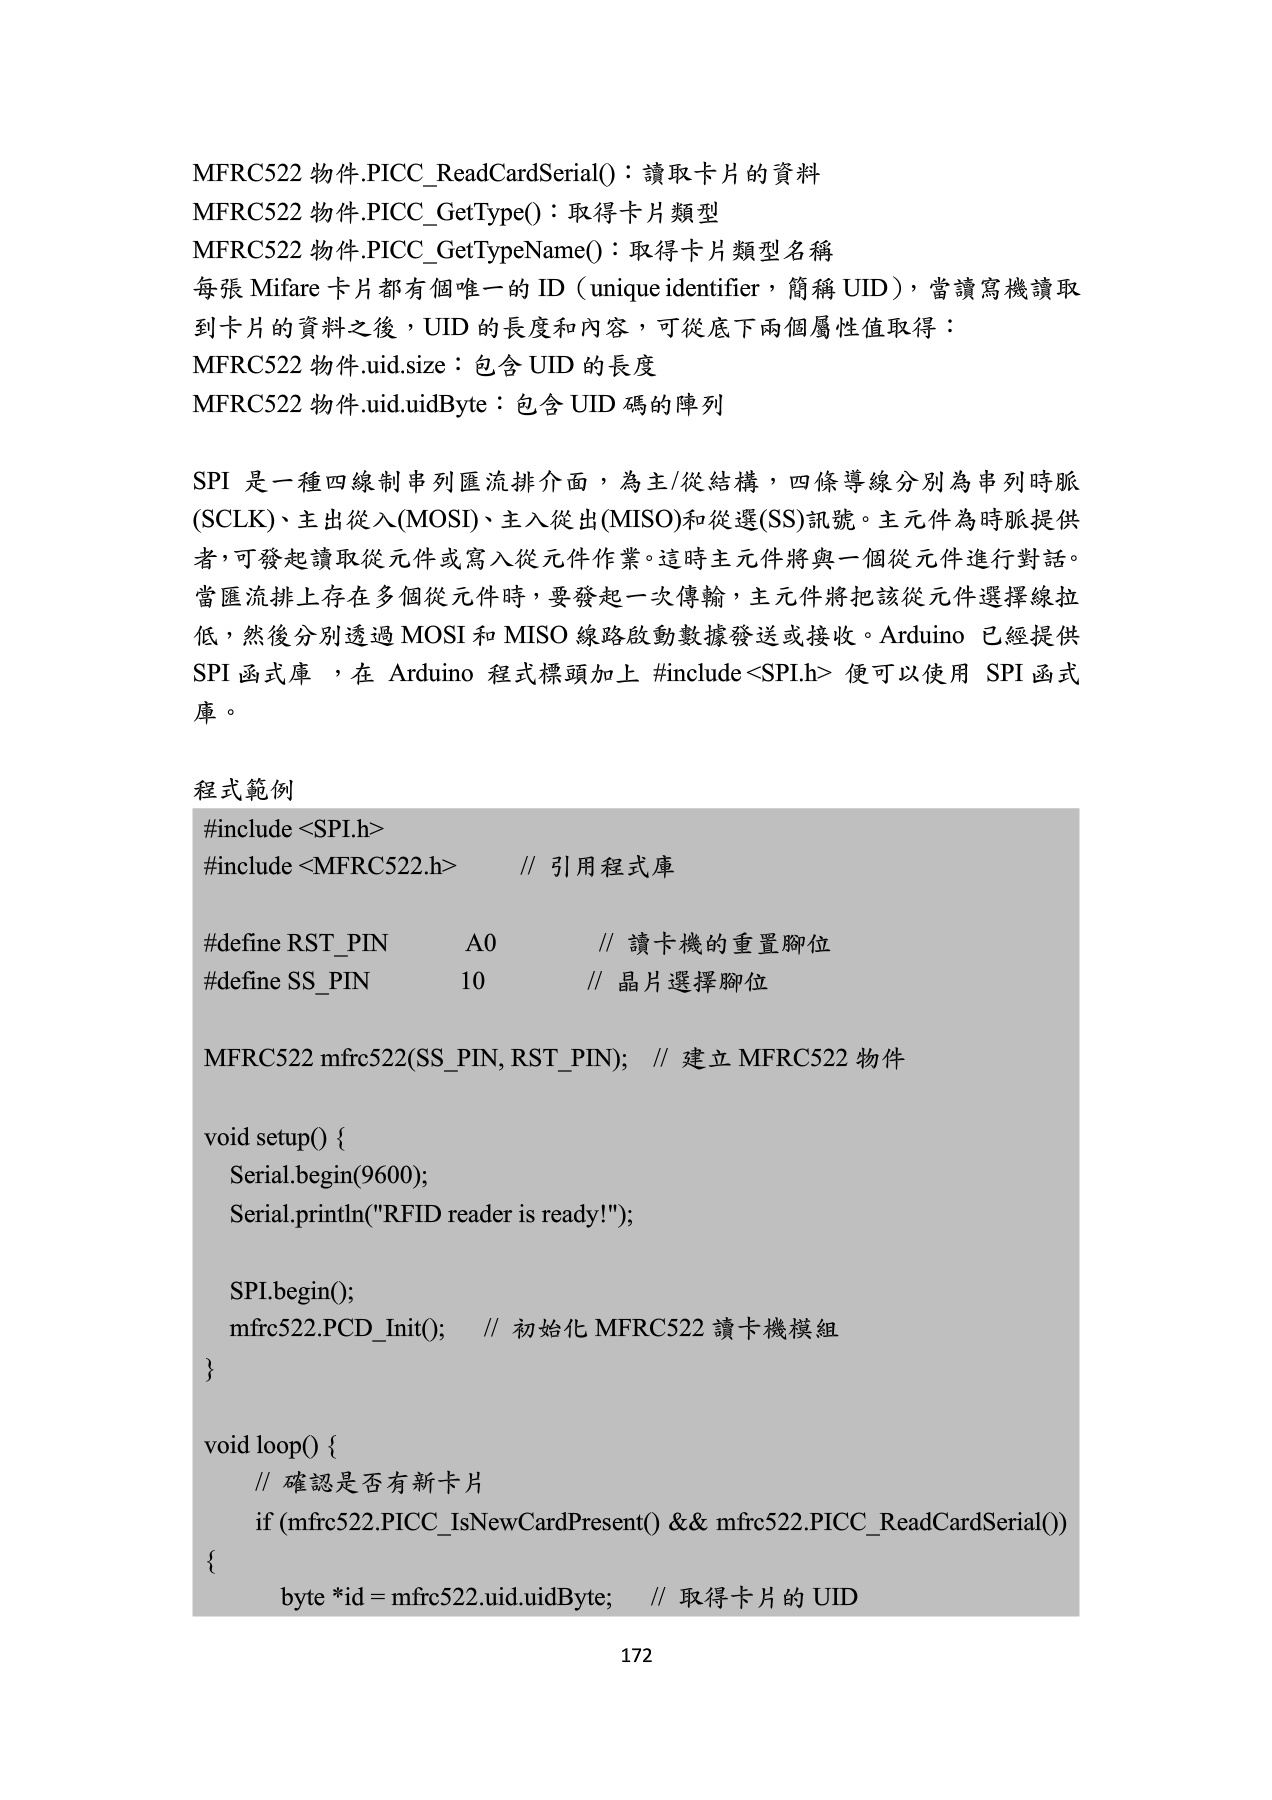 MFRC522 物件.PICC_ReadCardSerial()：讀取卡片的資料
MFRC522 物件.PICC_GetType()：取得卡片類型
MFRC522 物件.PICC_GetTypeName()：取得卡片類型名稱
每張 Mifare 卡片都有個唯一的 ID（unique identifier，簡稱 UID），當讀寫機讀取
到卡片的資料之後，UID 的長度和內容，可從底下兩個屬性值取得：
MFRC522 物件.uid.size：包含 UID 的長度
MFRC522 物件.uid.uidByte：包含 UID 碼的陣列
SPI 是一種四線制串列匯流排介面，為主/從結構，四條導線分別為串列時脈
(SCLK)、主出從入(MOSI)、主入從出(MISO)和從選(SS)訊號。主元件為時脈提供
者，可發起讀取從元件或寫入從元件作業。這時主元件將與一個從元件進行對話。
當匯流排上存在多個從元件時，要發起一次傳輸，主元件將把該從元件選擇線拉
低，然後分別透過 MOSI 和 MISO 線路啟動數據發送或接收。Arduino 已經提供
SPI 函式庫 ，在 Arduino 程式標頭加上 #include <SPI.h> 便可以使用 SPI 函式
庫。
程式範例
#include <SPI.h>
#include <MFRC522.h> // 引用程式庫
#define RST_PIN A0 // 讀卡機的重置腳位
#define SS_PIN 10 // 晶片選擇腳位
MFRC522 mfrc522(SS_PIN, RST_PIN); // 建立 MFRC522 物件
void setup() {
Serial.begin(9600);
Serial.println("RFID reader is ready!");
SPI.begin();
mfrc522.PCD_Init(); // 初始化 MFRC522 讀卡機模組
}
void loop() {
// 確認是否有新卡片
if (mfrc522.PICC_IsNewCardPresent() && mfrc522.PICC_ReadCardSerial())
{
byte *id = mfrc522.uid.uidByte; // 取得卡片的 UID
172